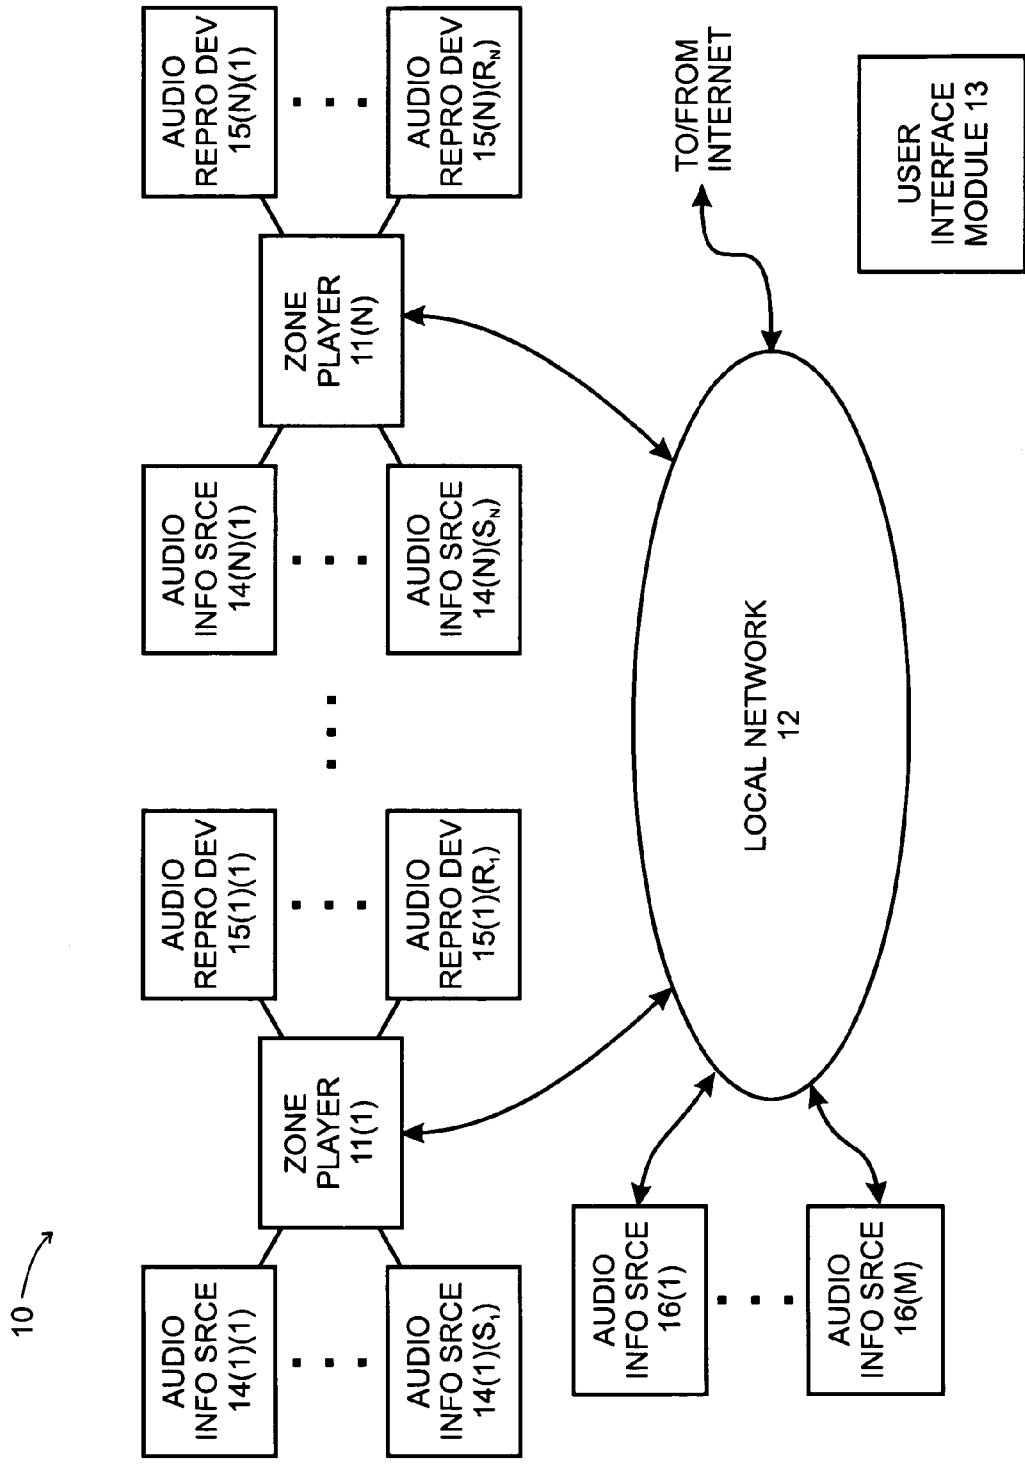 10
AUDIO
INFO SRCE
14(1)(1)
AUDIO
INFO SRCE
14(1)(S₁)
ZONE
PLAYER
11(1)
AUDIO
REPRO DEV
15(1)(1)
AUDIO
REPRO DEV
15(1)(R₁)
AUDIO
INFO SRCE
14(N)(1)
AUDIO
INFO SRCE
14(N)(S_N)
ZONE
PLAYER
11(N)
AUDIO
REPRO DEV
15(N)(1)
AUDIO
REPRO DEV
15(N)(R_N)
AUDIO
INFO SRCE
16(1)
AUDIO
INFO SRCE
16(M)
LOCAL NETWORK
12
TO/FROM
INTERNET
USER
INTERFACE
MODULE 13